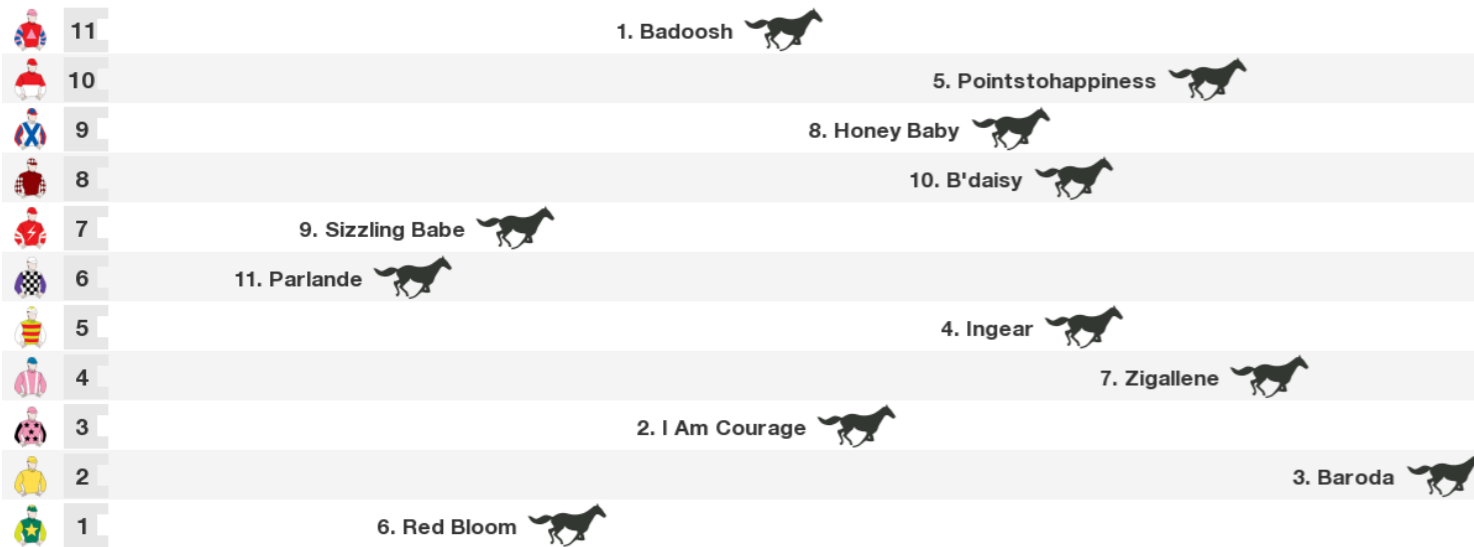 11 1. Badoosh
10 5. Pointstohappiness
9 8. Honey Baby
8 10. B'daisy
7 9. Sizzling Babe
6 11. Parlande
5 4. Ingear
4 7. Zigallene
3 2. I Am Courage
2 3. Baroda
1 6. Red Bloom